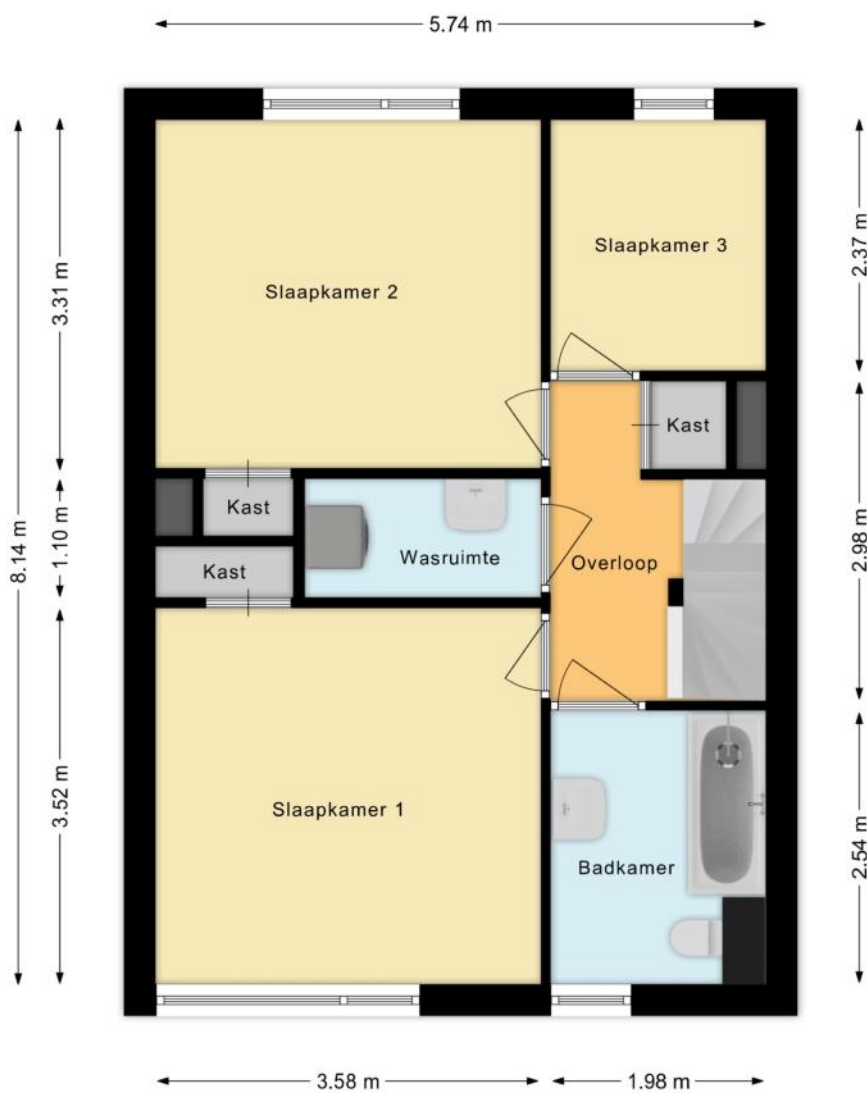 5.74 m
Slaapkamer 2
Slaapkamer 3
Kast
Kast
Kast
Wasruimte
Overloop
Slaapkamer 1
Badkamer
8.14 m
3.31 m
1.10 m
3.52 m
2.37 m
2.98 m
2.54 m
3.58 m
1.98 m